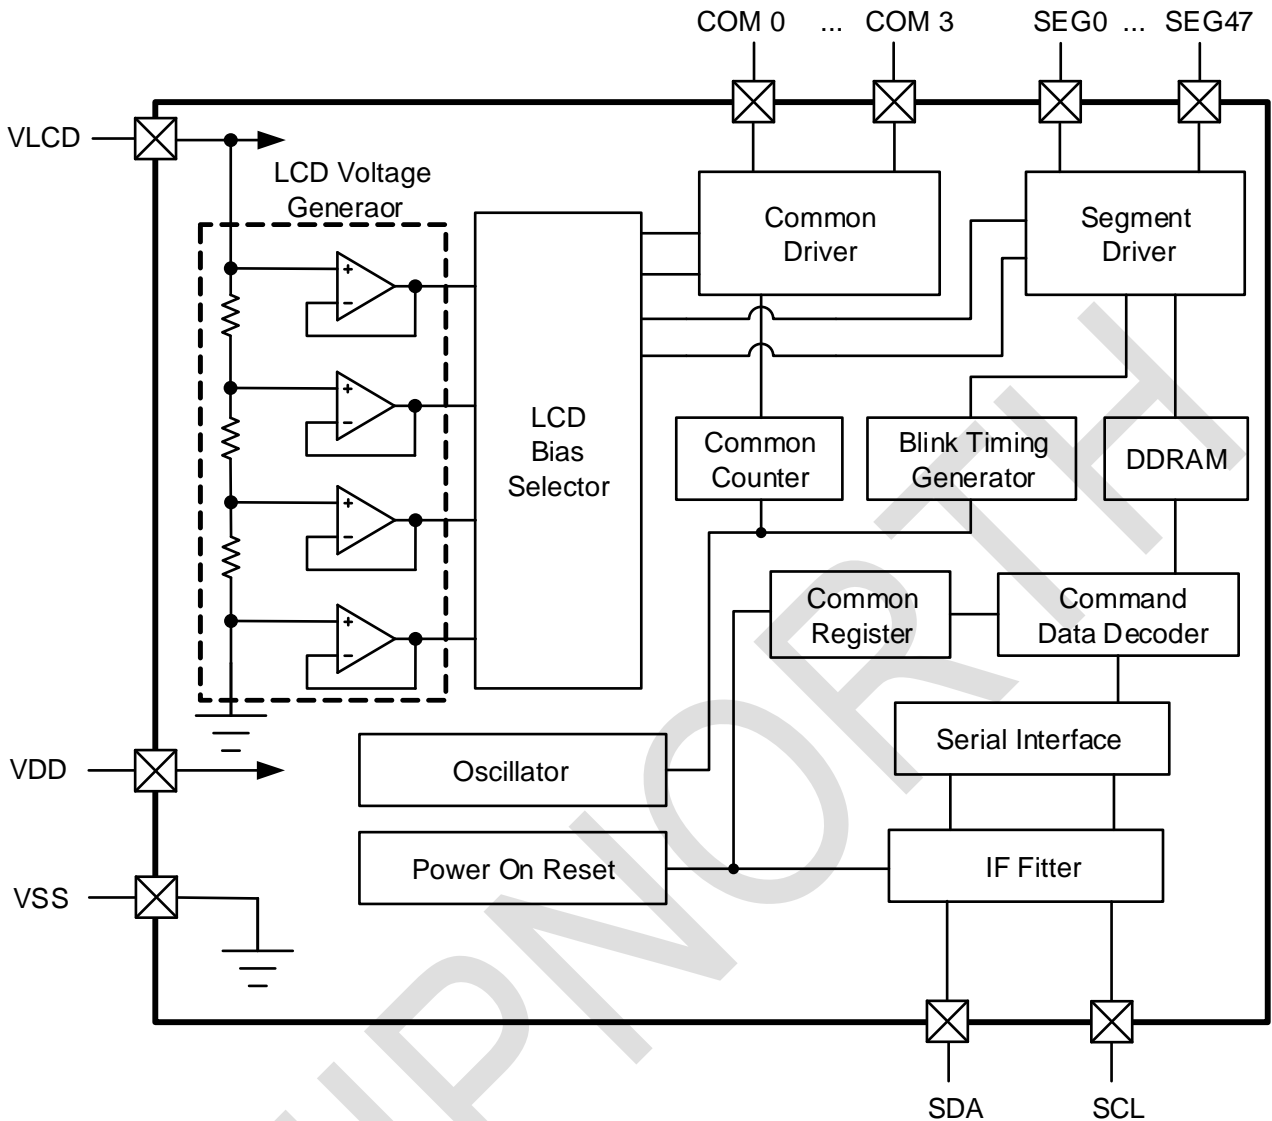 COM 0 ... COM 3 SEG0 ... SEG47
VLCD
LCD Voltage
Generaor
Common
Driver
Segment
Driver
+
-
+
-
+
-
+
-
LCD
Bias
Selector
Common
Counter
Blink Timing
Generator
DDRAM
Common
Register
Command
Data Decoder
Serial Interface
VDD
Oscillator
Power On Reset
IF Fitter
VSS
SDA
SCL
IPNORTH